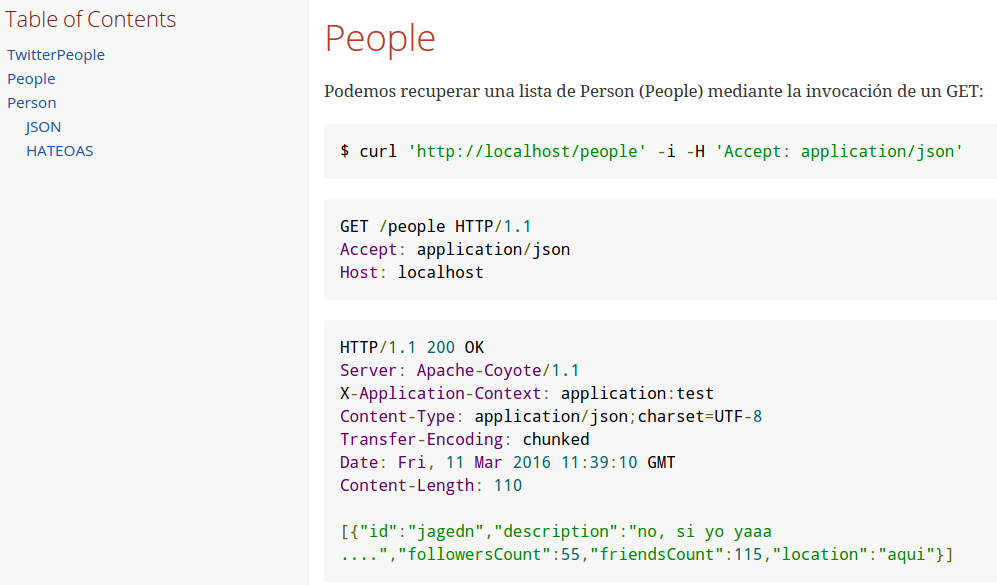 Table of Contents
TwitterPeople
People
Person
JSON
HATEOAS
People
Podemos recuperar una lista de Person (People) mediante la invocación de un GET:
$ curl 'http://localhost/people' -i -H 'Accept: application/json'
GET /people HTTP/1.1
Accept: application/json
Host: localhost
HTTP/1.1 200 OK
Server: Apache-Coyote/1.1
X-Application-Context: application:test
Content-Type: application/json;charset=UTF-8
Transfer-Encoding: chunked
Date: Fri, 11 Mar 2016 11:39:10 GMT
Content-Length: 110
[{"id":"jagedn","description":"no, si yo yaaa
....","followersCount":55,"friendsCount":115,"location":"aqui"}]